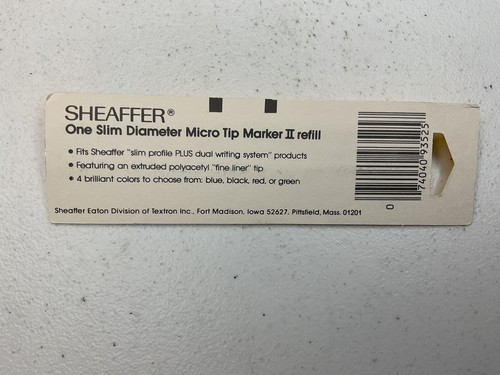 SHEAFFER®
One Slim Diameter Micro Tip Marker II refill
• Fits Sheaffer "slim profile PLUS dual writing system" products
• Featuring an extruded polyacetyl "fine liner" tip
• 4 brilliant colors to choose from: blue, black, red, or green
Sheaffer Eaton Division of Textron Inc., Fort Madison, Iowa 52627, Pittsfield, Mass. 01201
0 74040 93525